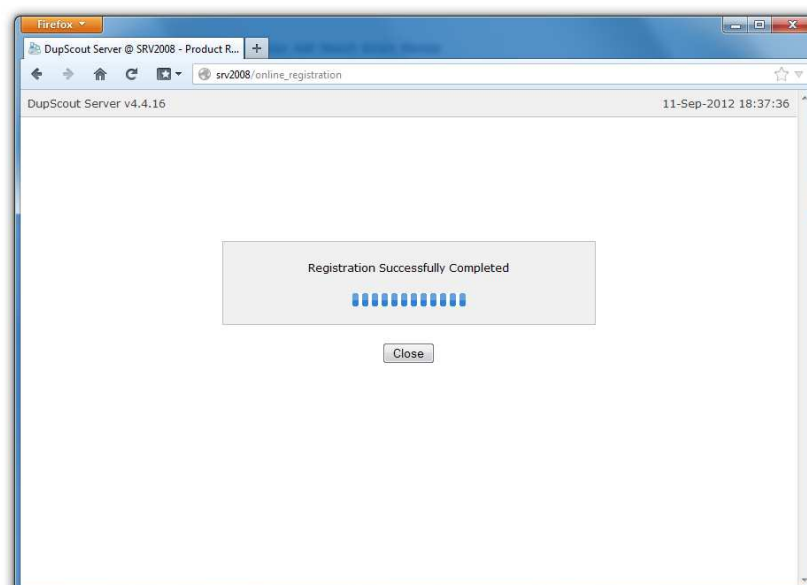 Firefox
DupScout Server @ SRV2008 - Product R...
srv2008/online_registration
DupScout Server v4.4.16
11-Sep-2012 18:37:36
Registration Successfully Completed
Close